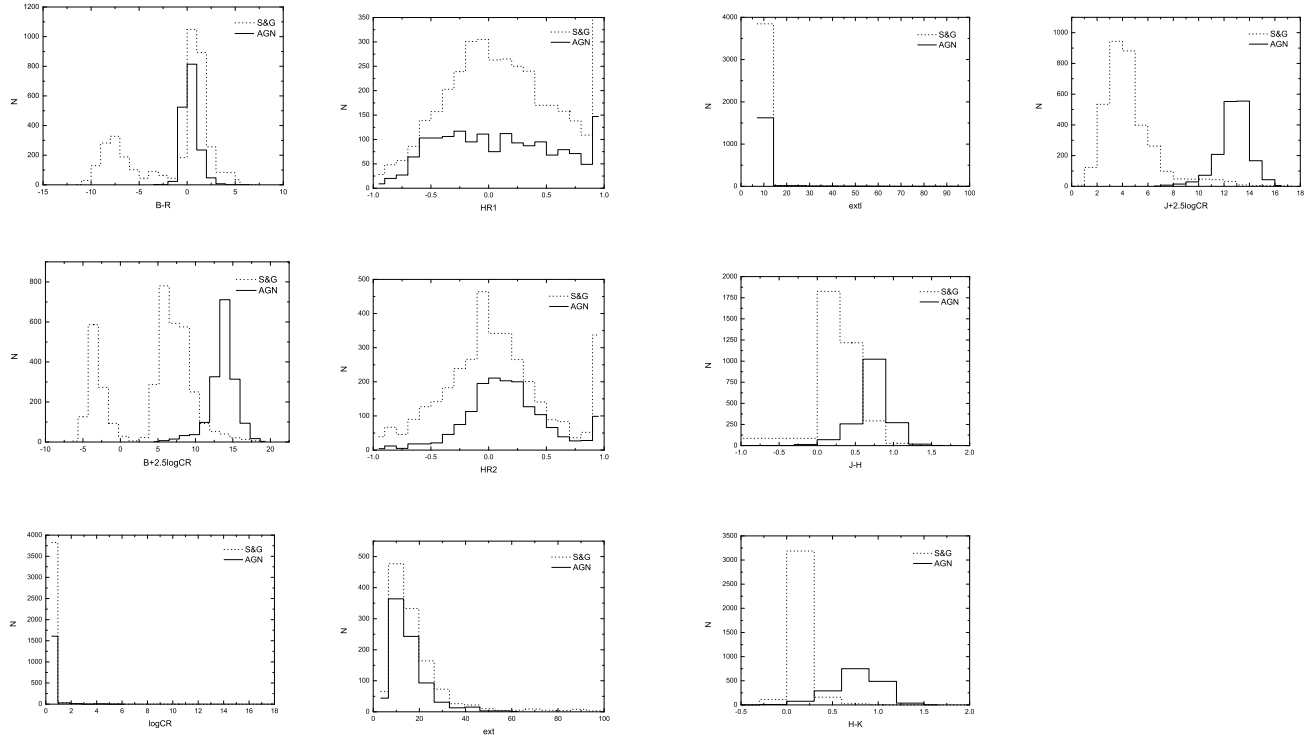 1200
1000
800
600
400
200
0
N
S&G
AGN
-15 -10 -5 0 5 10
B-R
350
300
250
200
150
100
50
0
N
S&G
AGN
-1.0 -0.5 0.0 0.5 1.0
HR1
4000
3000
2000
1000
0
N
S&G
AGN
0 10 20 30 40 50 60 70 80 90 100
extl
1000
800
600
400
200
0
N
S&G
AGN
0 2 4 6 8 10 12 14 16 18
J+2.5logCR
800
600
400
200
0
N
S&G
AGN
-10 -5 0 5 10 15 20
B+2.5logCR
500
400
300
200
100
0
N
S&G
AGN
-1.0 -0.5 0.0 0.5 1.0
HR2
2000
1750
1500
1250
1000
750
500
250
0
N
S&G
AGN
-1.0 -0.5 0.0 0.5 1.0 1.5 2.0
J-H
4000
3500
3000
2500
2000
1500
1000
500
0
N
S&G
AGN
0 2 4 6 8 10 12 14 16 18
logCR
500
400
300
200
100
0
N
S&G
AGN
0 20 40 60 80 100
ext
3500
3000
2500
2000
1500
1000
500
0
N
S&G
AGN
-0.5 0.0 0.5 1.0 1.5 2.0
H-K